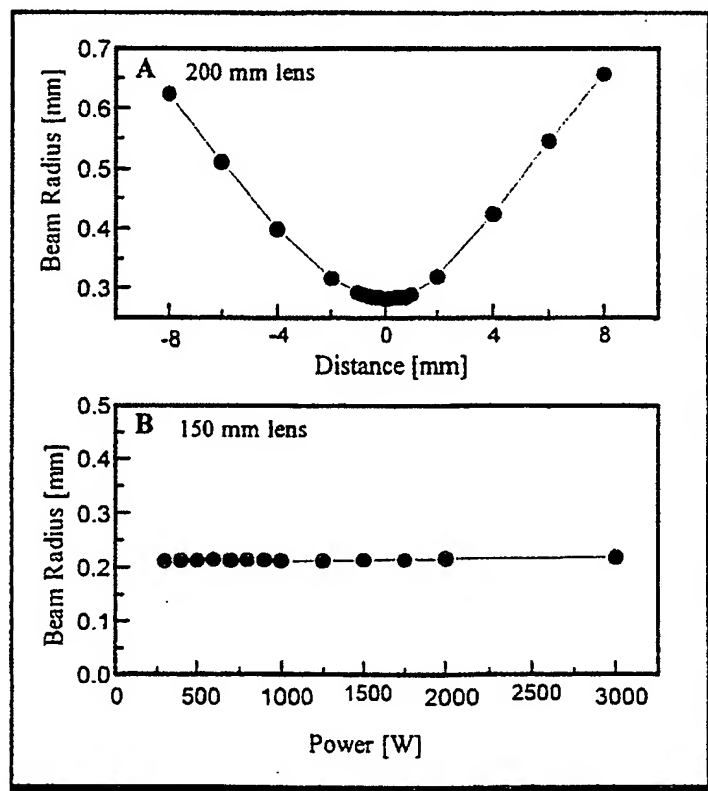 A 200 mm lens
0.7
0.6
0.5
0.4
0.3
Beam Radius [mm]
-8 -4 0 4 8
Distance [mm]
B 150 mm lens
0.5
0.4
0.3
0.2
0.1
0.0
Beam Radius [mm]
0 500 1000 1500 2000 2500 3000
Power [W]